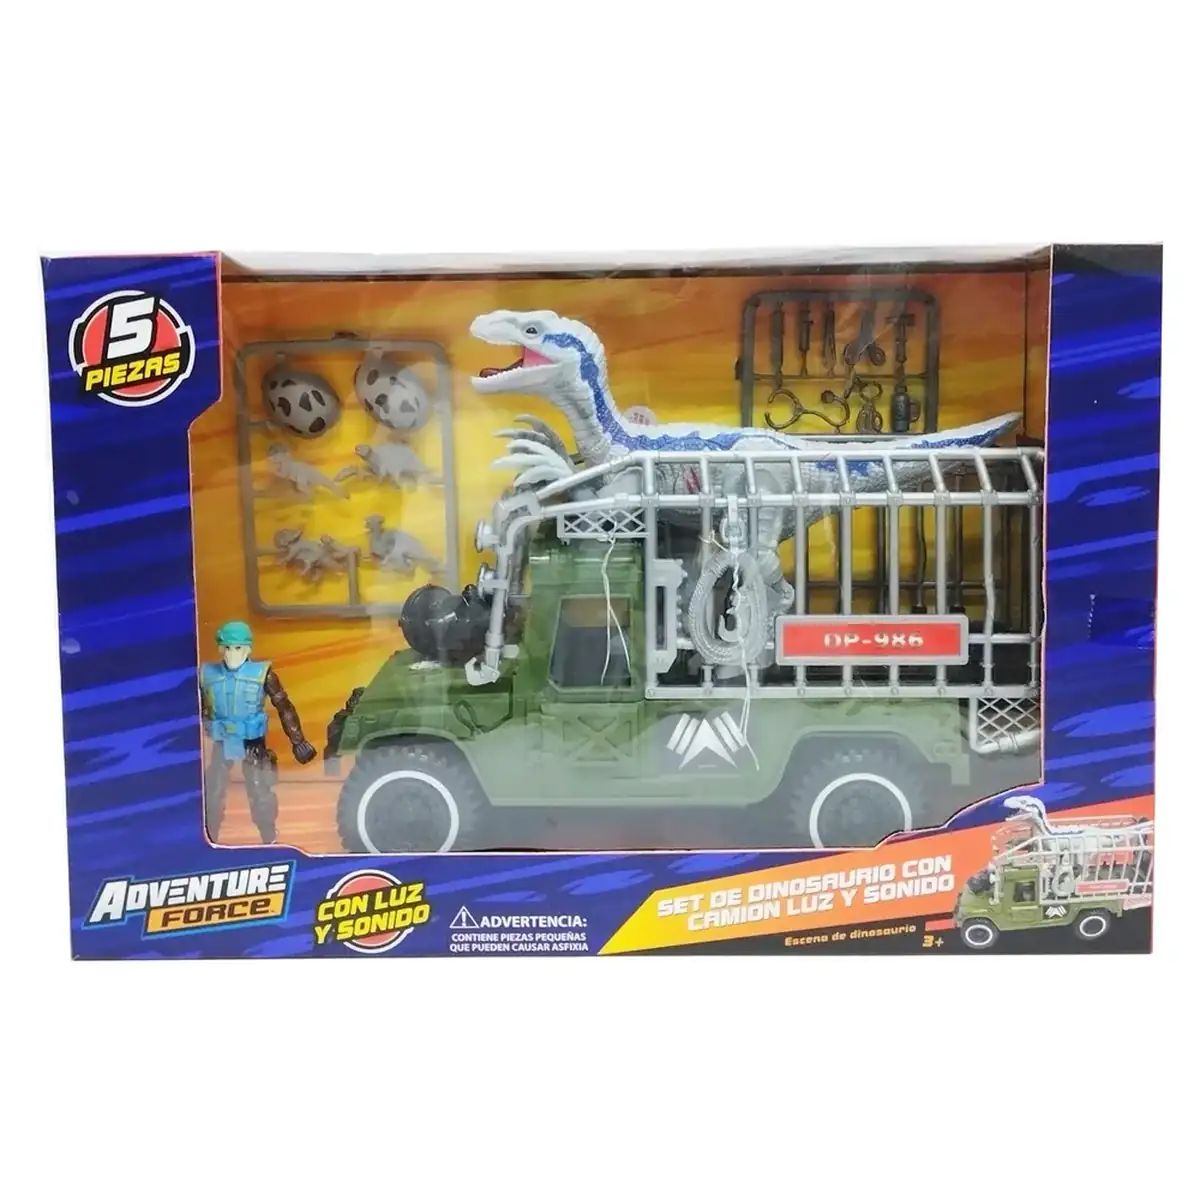 5
PIEZAS
DP-986
ADVENTURE
FORCE
CON LUZ
Y SONIDO
ADVERTENCIA:
CONTIENE PIEZAS PEQUEÑAS
QUE PUEDEN CAUSAR ASFIXIA
SET DE DINOSAURIO CON
CAMION LUZ Y SONIDO
Escena de dinosaurio 3+